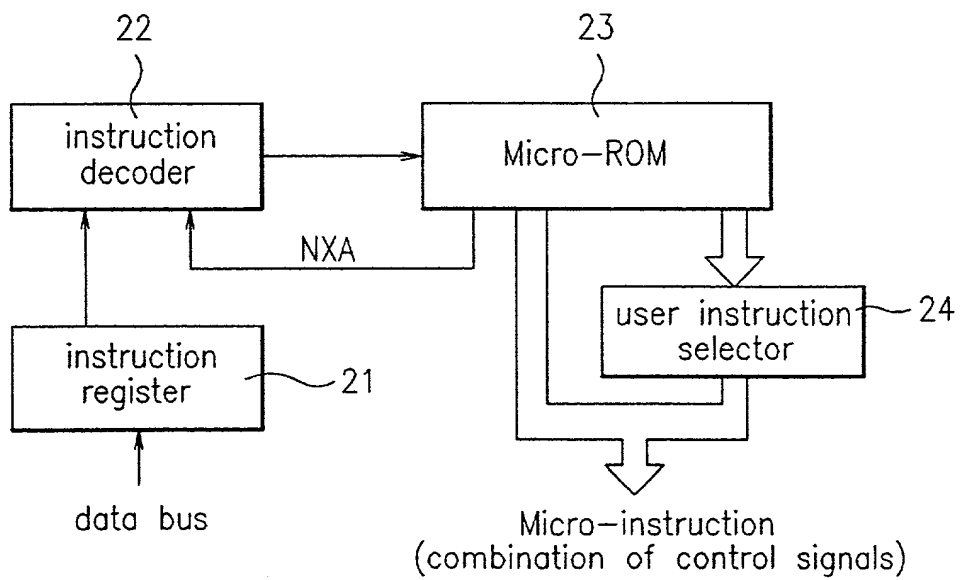 22
23
instruction
decoder
Micro-ROM
NXA
user instruction
selector
24
instruction
register
21
data bus
Micro-instruction
(combination of control signals)